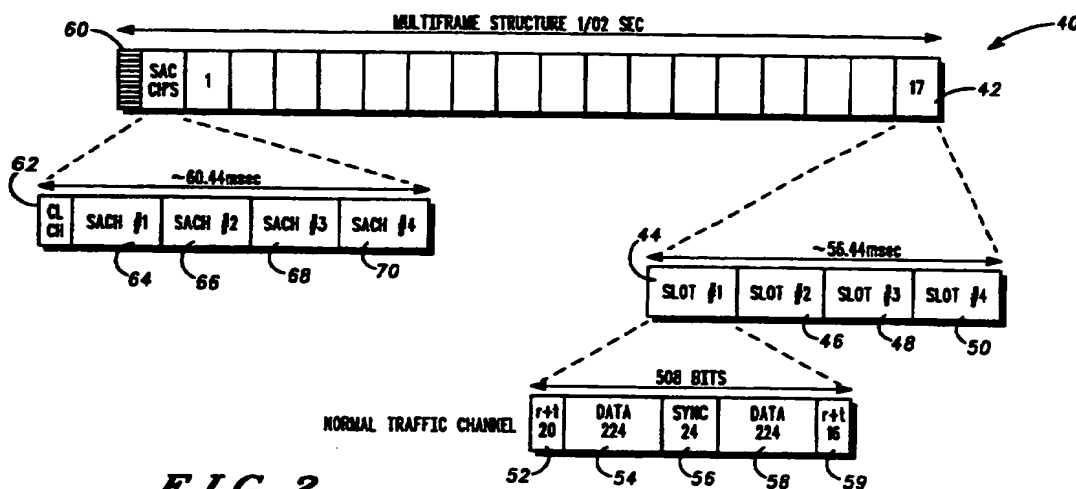 MULTIFRAME STRUCTURE 1/02 SEC
40
60
SAC CH'S 1 17
42
62
~60.44msec
CL CH SACH #1 SACH #2 SACH #3 SACH #4
64 66 68 70
44
~56.44msec
SLOT #1 SLOT #2 SLOT #3 SLOT #4
46 48 50
508 BITS
NORMAL TRAFFIC CHANNEL
r+t 20 DATA 224 SYNC 24 DATA 224 r+t 16
52 54 56 58 59
FIG. 2